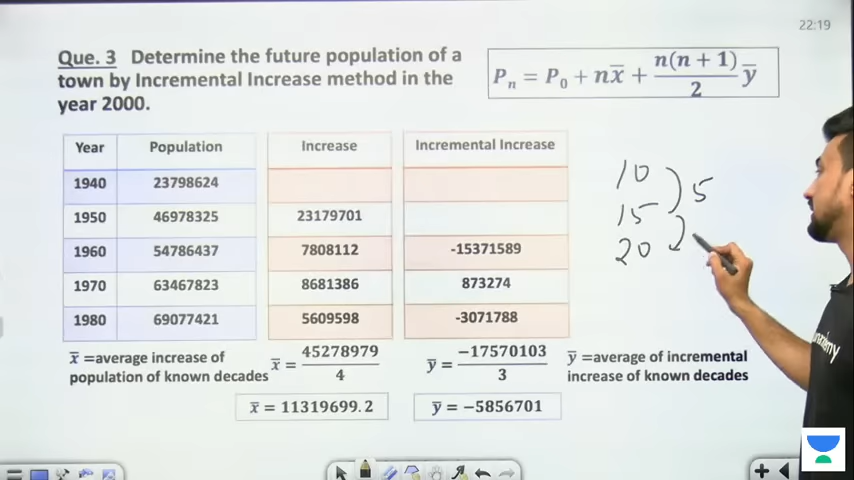 22:19
Que. 3 Determine the future population of a
town by Incremental Increase method in the
year 2000.
Pₙ = P₀ + nx̅ + n(n + 1)/2 y̅
Year Population Increase Incremental Increase
1940 23798624
1950 46978325 23179701
1960 54786437 7808112 -15371589
1970 63467823 8681386 873274
1980 69077421 5609598 -3071788
10
15
20
5
x̅ =average increase of
population of known decades
x̅ = 45278979/4
y̅ = −17570103/3
y̅ =average of incremental
increase of known decades
x̅ = 11319699.2
y̅ = −5856701